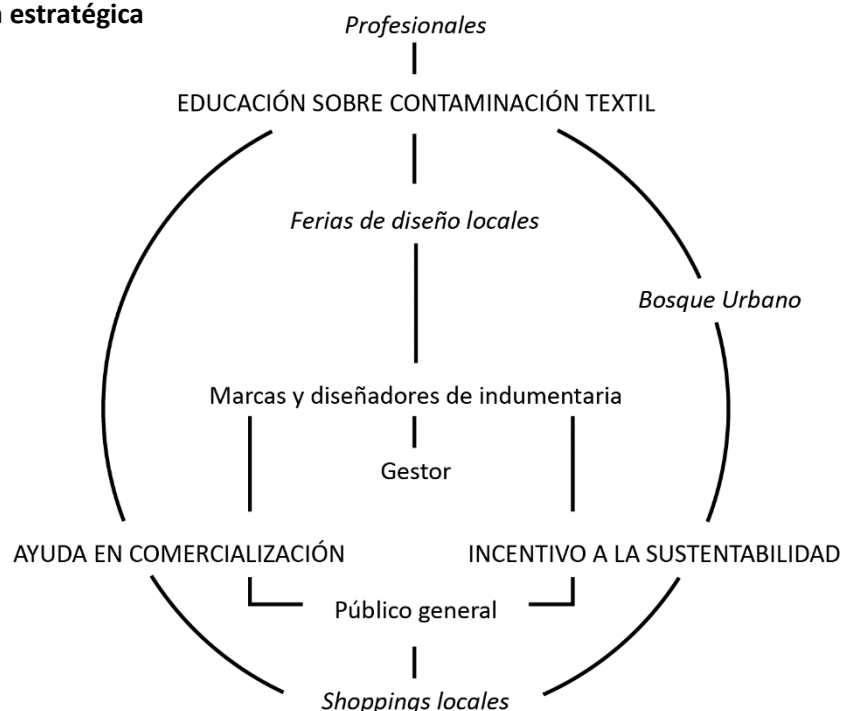 estratégica
Profesionales
EDUCACIÓN SOBRE CONTAMINACIÓN TEXTIL
Ferias de diseño locales
Bosque Urbano
Marcas y diseñadores de indumentaria
Gestor
AYUDA EN COMERCIALIZACIÓN
INCENTIVO A LA SUSTENTABILIDAD
Público general
Shoppings locales